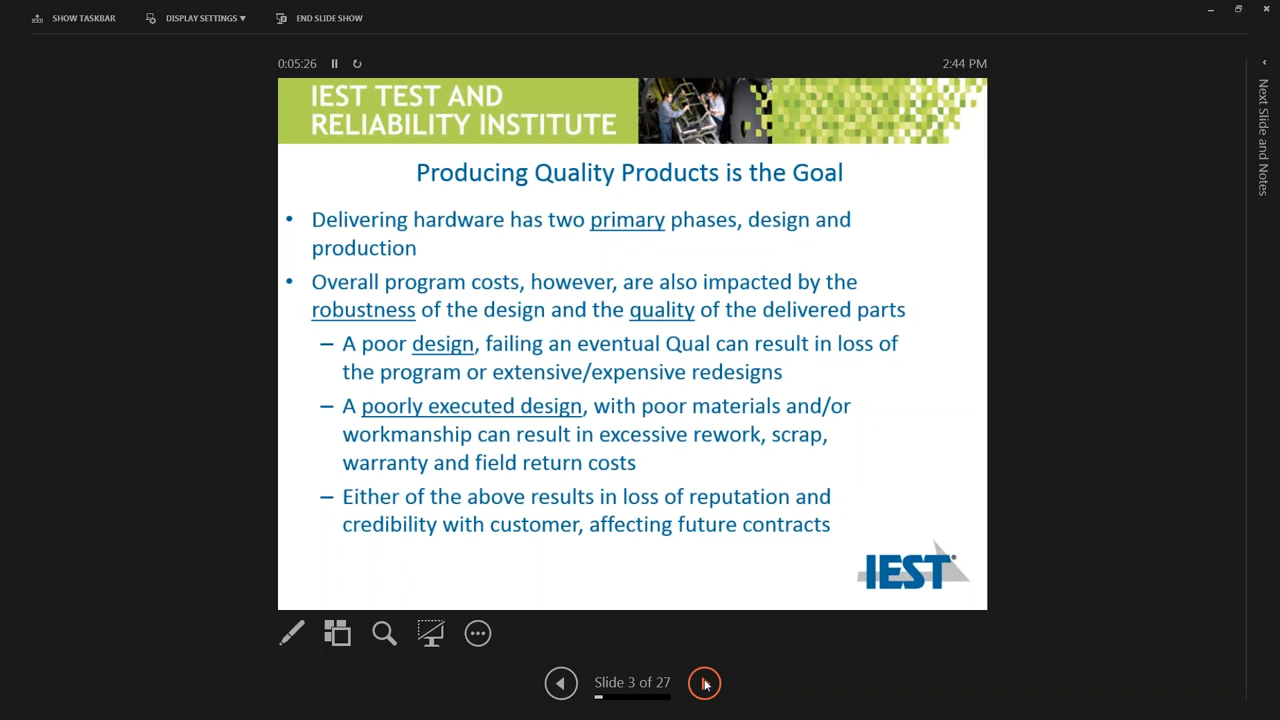 SHOW TASKBAR DISPLAY SETTINGS ▾ END SLIDE SHOW
0:05:26 2:44 PM
IEST TEST AND
RELIABILITY INSTITUTE
Producing Quality Products is the Goal
• Delivering hardware has two primary phases, design and
production
• Overall program costs, however, are also impacted by the
robustness of the design and the quality of the delivered parts
– A poor design, failing an eventual Qual can result in loss of
the program or extensive/expensive redesigns
– A poorly executed design, with poor materials and/or
workmanship can result in excessive rework, scrap,
warranty and field return costs
– Either of the above results in loss of reputation and
credibility with customer, affecting future contracts
IEST®
Slide 3 of 27
Next Slide and Notes